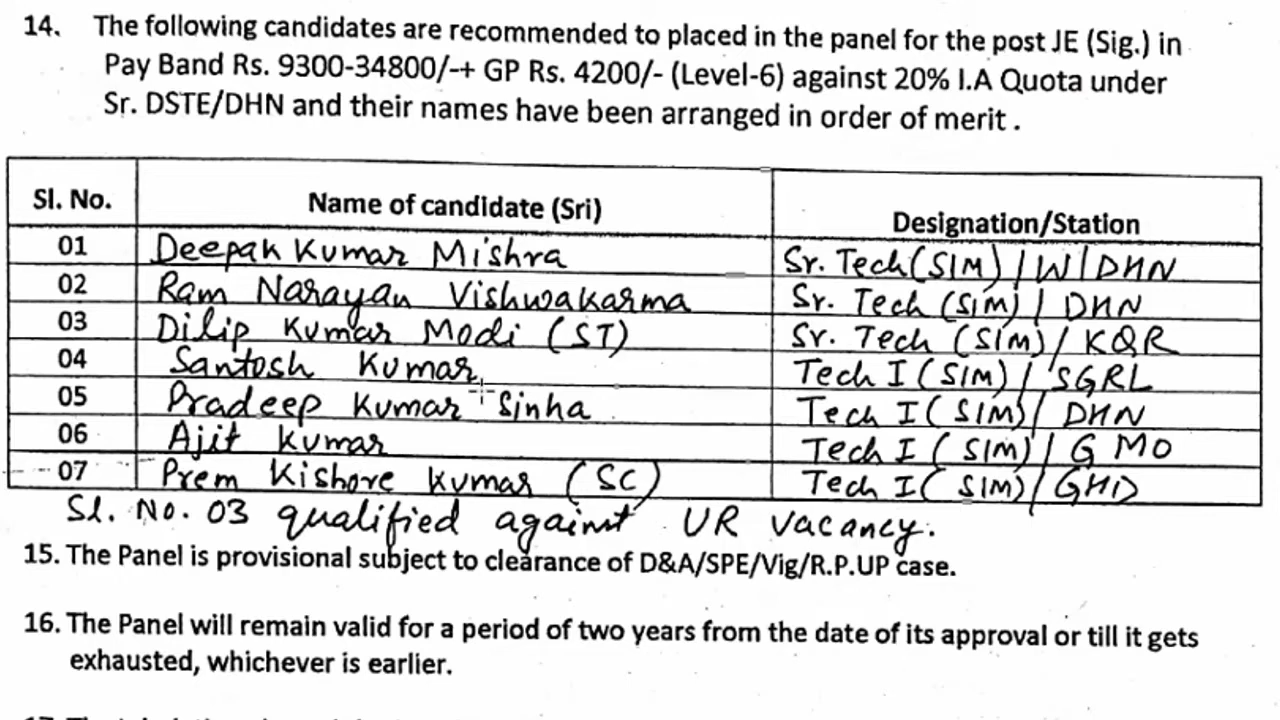 14. The following candidates are recommended to placed in the panel for the post JE (Sig.) in
Pay Band Rs. 9300-34800/-+ GP Rs. 4200/- (Level-6) against 20% I.A Quota under
Sr. DSTE/DHN and their names have been arranged in order of merit .
Sl. No. Name of candidate (Sri) Designation/Station
01 Deepak Kumar Mishra Sr. Tech (SIM) / W / DHN
02 Ram Narayan Vishwakarma Sr. Tech (SIM) / DHN
03 Dilip Kumar Modi (ST) Sr. Tech (SIM) / KQR
04 Santosh Kumar Tech I (SIM) / SGRL
05 Pradeep Kumar Sinha Tech I (SIM) / DHN
06 Ajit Kumar Tech I (SIM) / GMO
07 Prem Kishore Kumar (SC) Tech I (SIM) / GHD
Sl. No. 03 qualified against UR vacancy.
15. The Panel is provisional subject to clearance of D&A/SPE/Vig/R.P.UP case.
16. The Panel will remain valid for a period of two years from the date of its approval or till it gets
exhausted, whichever is earlier.